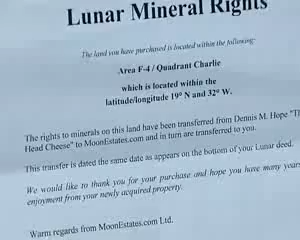 Lunar Mineral Rights
The land you have purchased is located within the following:
Area F-4 / Quadrant Charlie
which is located within the
latitude/longitude 19° N and 32° W.
The rights to minerals on this land have been transferred from Dennis M. Hope "Th
Head Cheese" to MoonEstates.com and in turn are transferred to you.
This transfer is dated the same date as appears on the bottom of your Lunar deed.
We would like to thank you for your purchase and hope you have many years
enjoyment from your newly acquired property.
Warm regards from MoonEstates.com Ltd.